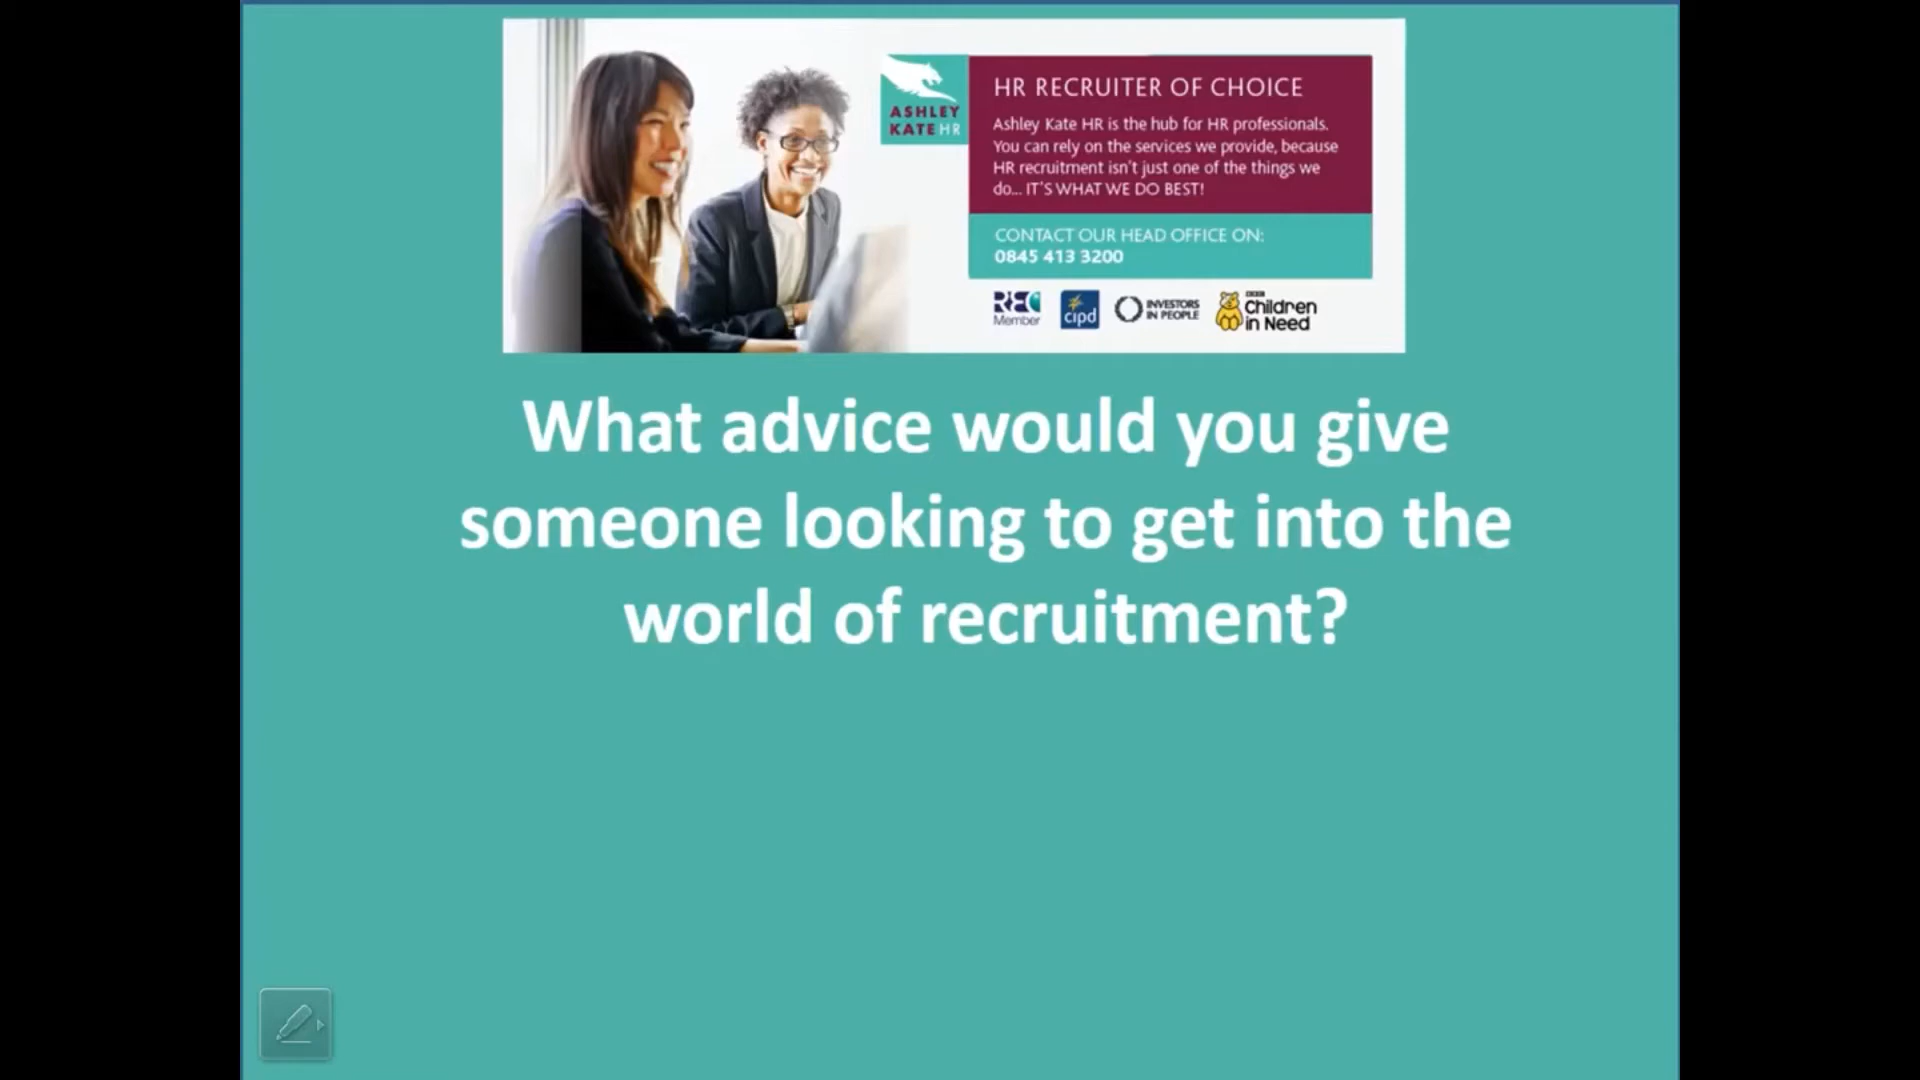 ASHLEY
KATE HR
HR RECRUITER OF CHOICE
Ashley Kate HR is the hub for HR professionals.
You can rely on the services we provide, because
HR recruitment isn't just one of the things we
do... IT'S WHAT WE DO BEST!
CONTACT OUR HEAD OFFICE ON:
0845 413 3200
REC
Member
cipd
INVESTORS
IN PEOPLE
BBC
Children
in Need
What advice would you give
someone looking to get into the
world of recruitment?